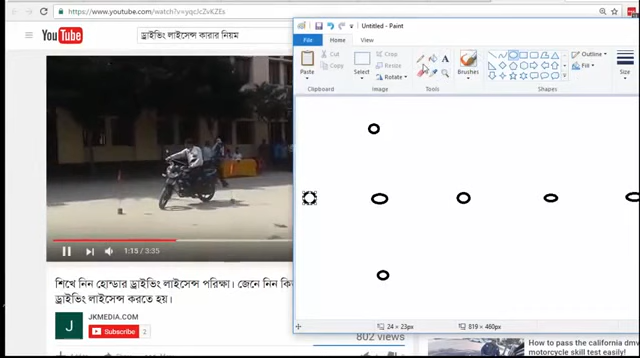 https://www.youtube.com/watch?v=yqcJcZvKZEs
YouTube
ড্রাইভিং লাইসেন্স কারার নিয়ম
Untitled - Paint
File
Home
View
Paste
Cut
Copy
Clipboard
Select
Crop
Resize
Rotate
Image
A
Tools
Brushes
Outline
Fill
Shapes
Size
1:15 / 3:35
শিখে নিন হোন্ডার ড্রাইভিং লাইসেন্স পরিক্ষা। জেনে নিন
ড্রাইভিং লাইসেন্স করতে হয়।
J
JKMEDIA.COM
Subscribe 2
802 views
24 × 23px
819 × 460px
How to pass the california dmv
motorcycle skill test easily!